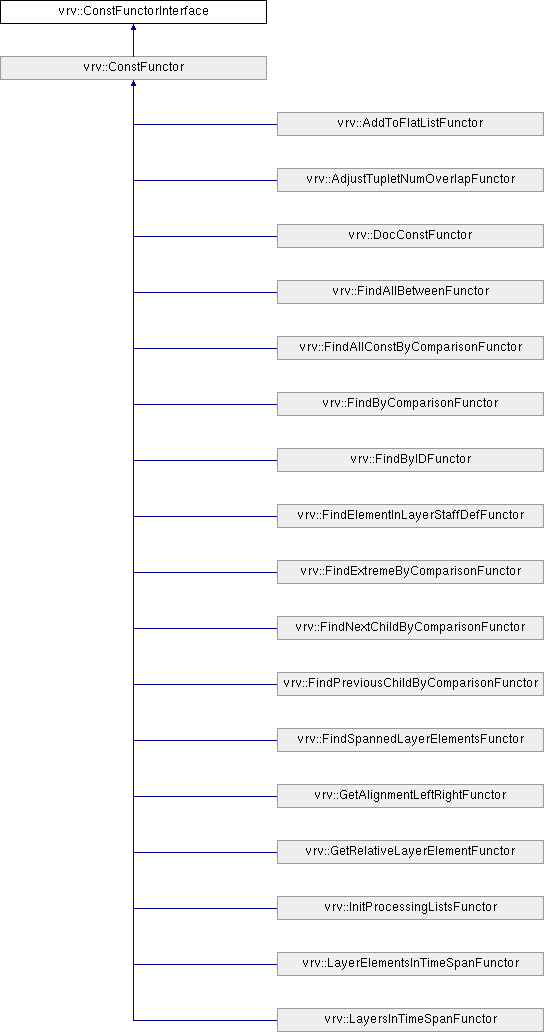 vrv::ConstFunctorInterface
vrv::ConstFunctor
vrv::AddToFlatListFunctor
vrv::AdjustTupletNumOverlapFunctor
vrv::DocConstFunctor
vrv::FindAllBetweenFunctor
vrv::FindAllConstByComparisonFunctor
vrv::FindByComparisonFunctor
vrv::FindByIDFunctor
vrv::FindElementInLayerStaffDefFunctor
vrv::FindExtremeByComparisonFunctor
vrv::FindNextChildByComparisonFunctor
vrv::FindPreviousChildByComparisonFunctor
vrv::FindSpannedLayerElementsFunctor
vrv::GetAlignmentLeftRightFunctor
vrv::GetRelativeLayerElementFunctor
vrv::InitProcessingListsFunctor
vrv::LayerElementsInTimeSpanFunctor
vrv::LayersInTimeSpanFunctor